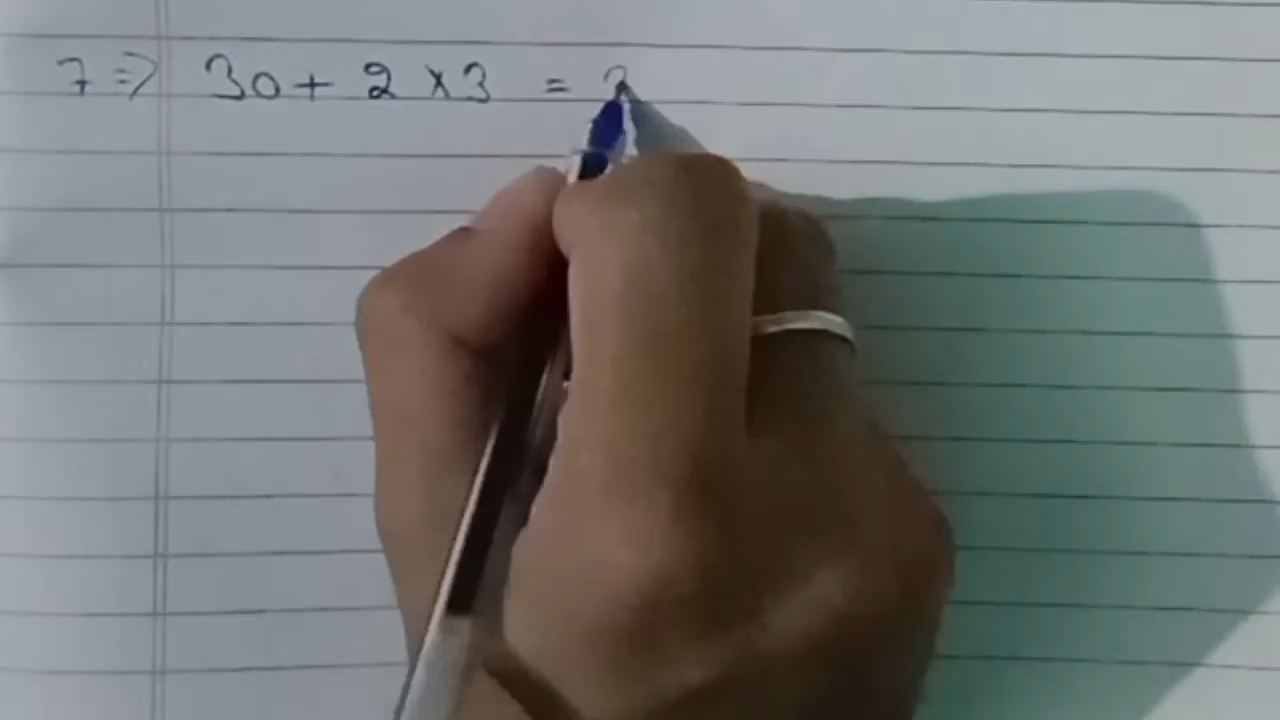 7 => 30 + 2 × 3 =